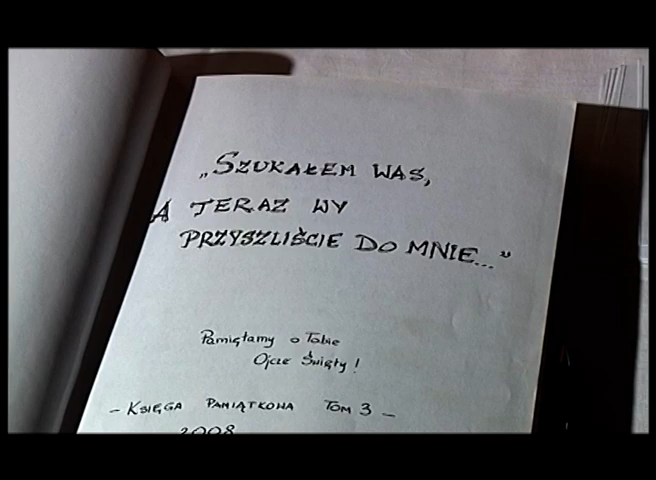 „Szukałem was,
A teraz wy
przyszliście do mnie..."
Pamiętamy o Tobie
Ojcze Święty!
- Księga Pamiątkowa Tom 3 -
2008